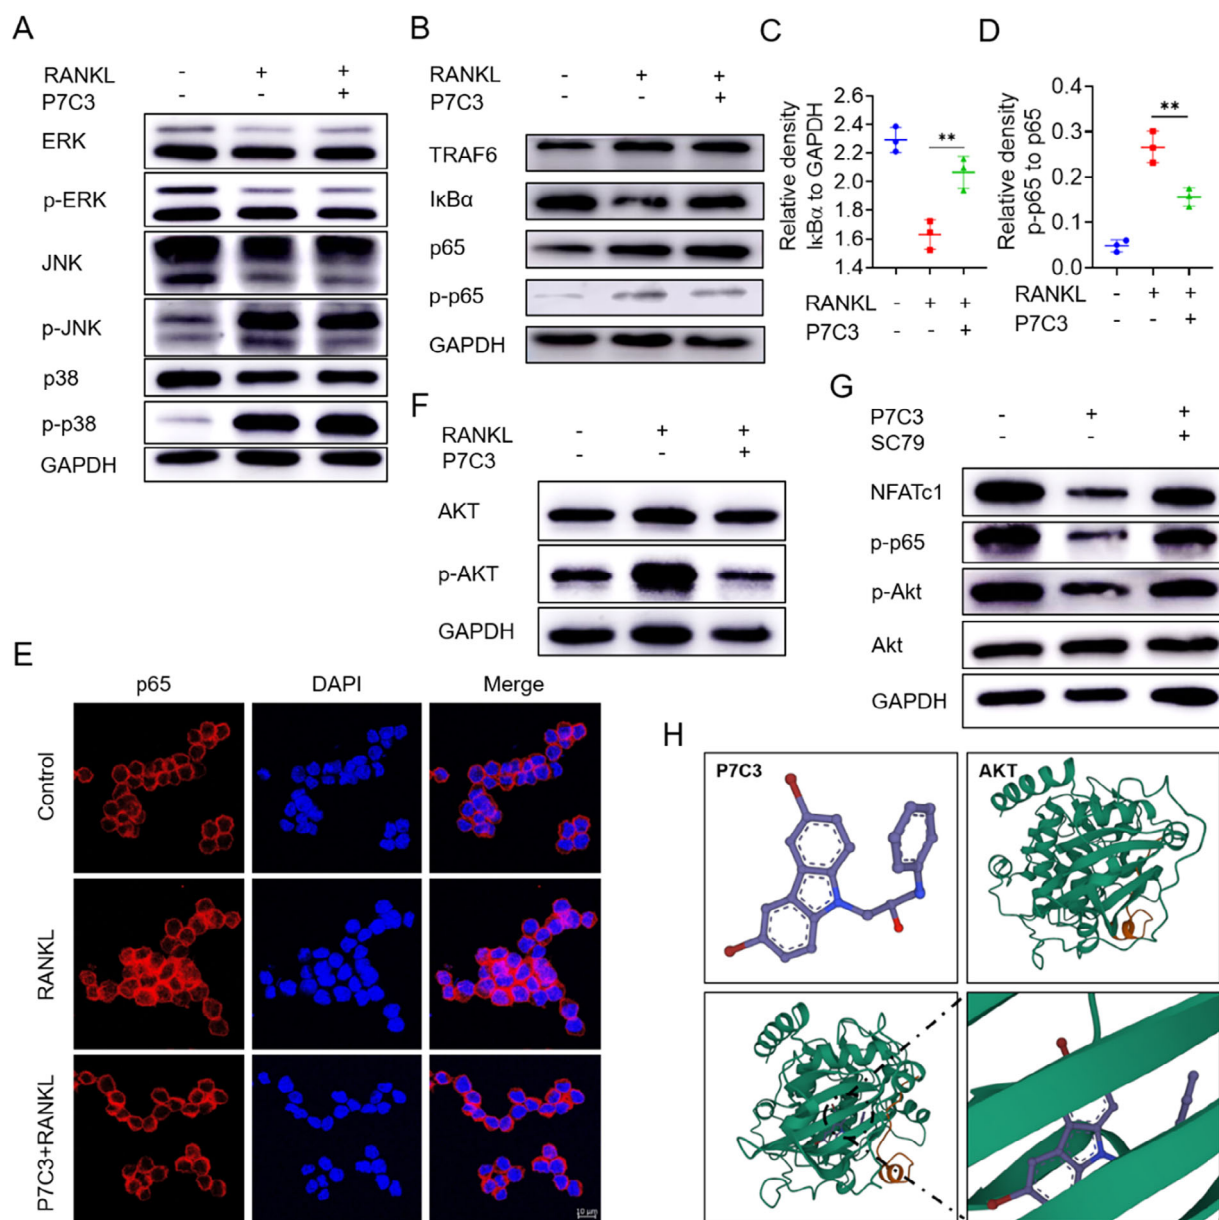 A
RANKL - + +
P7C3 - - +
ERK
p-ERK
JNK
p-JNK
p38
p-p38
GAPDH
B
RANKL - + +
P7C3 - - +
TRAF6
IκBα
p65
p-p65
GAPDH
C
Relative density
IκBα to GAPDH
2.6
2.4
2.2
2.0
1.8
1.6
1.4
**
RANKL - + +
P7C3 - - +
D
Relative density
p-p65 to p65
0.4
0.3
0.2
0.1
0.0
**
RANKL - + +
P7C3 - - +
F
RANKL - + +
P7C3 - - +
AKT
p-AKT
GAPDH
G
P7C3 - + +
SC79 - - +
NFATc1
p-p65
p-Akt
Akt
GAPDH
E
p65 DAPI Merge
Control
RANKL
P7C3+RANKL
10 μm
H
P7C3
AKT